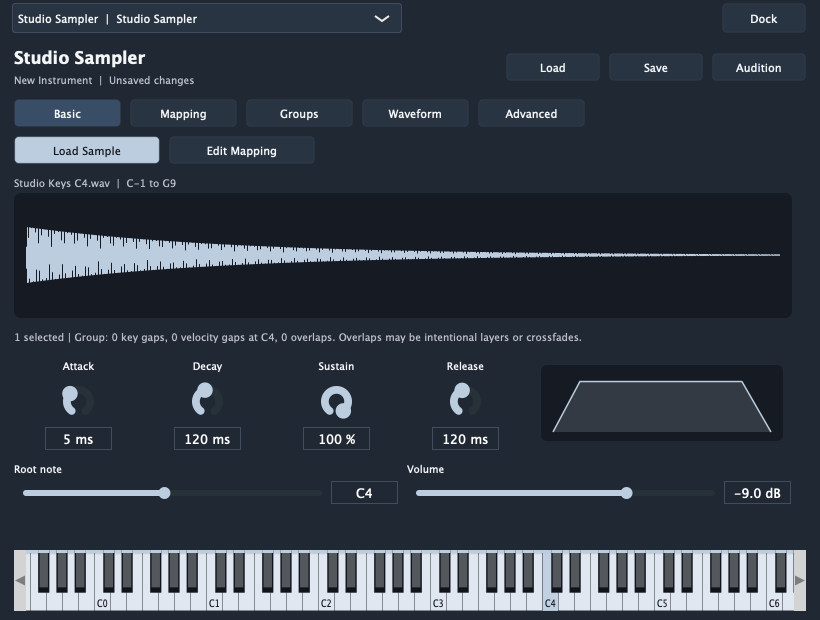 Studio Sampler | Studio Sampler
Dock
Studio Sampler
New Instrument | Unsaved changes
Load
Save
Audition
Basic
Mapping
Groups
Waveform
Advanced
Load Sample
Edit Mapping
Studio Keys C4.wav | C-1 to G9
1 selected | Group: 0 key gaps, 0 velocity gaps at C4, 0 overlaps. Overlaps may be intentional layers or crossfades.
Attack
Decay
Sustain
Release
5 ms
120 ms
100 %
120 ms
Root note
Volume
C4
-9.0 dB
C0
C1
C2
C3
C4
C5
C6